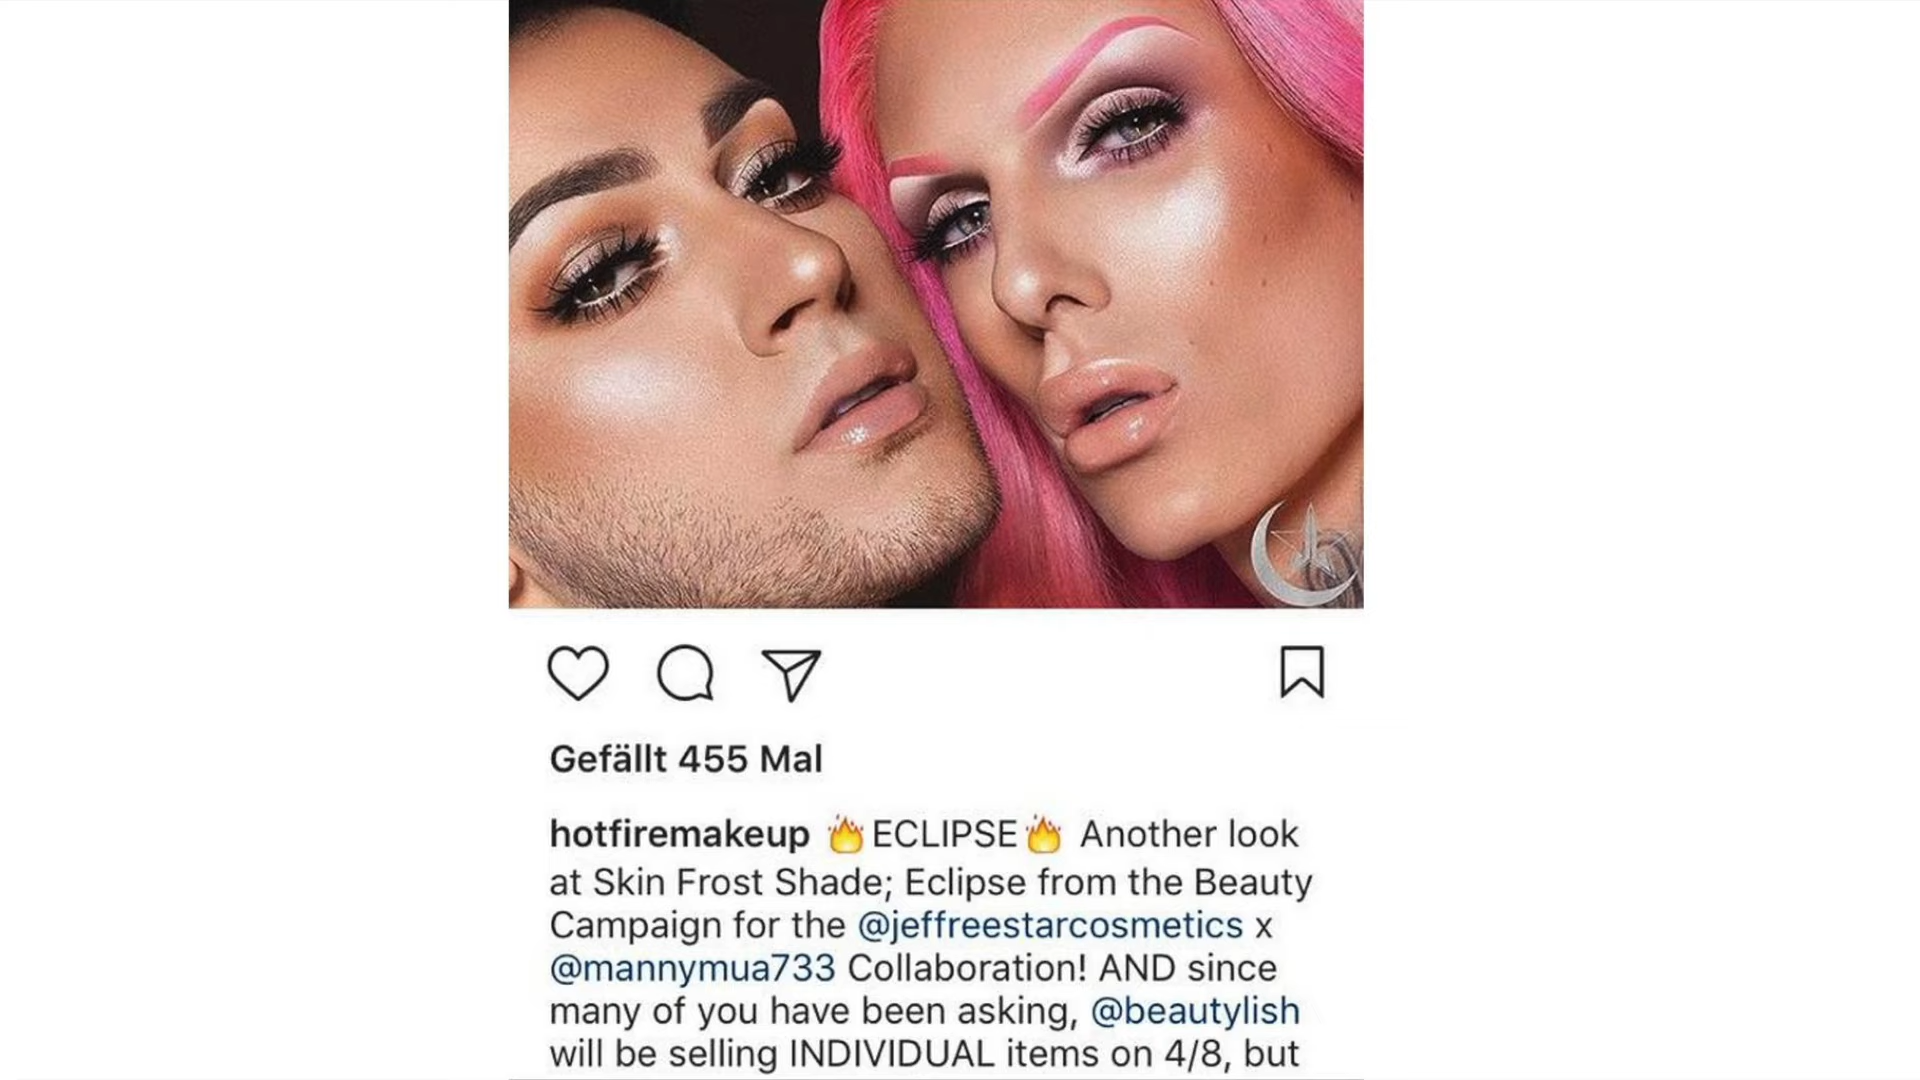 Gefällt 455 Mal
hotfiremakeup 🔥ECLIPSE🔥 Another look
at Skin Frost Shade; Eclipse from the Beauty
Campaign for the @jeffreestarcosmetics x
@mannymua733 Collaboration! AND since
many of you have been asking, @beautylish
will be selling INDIVIDUAL items on 4/8, but